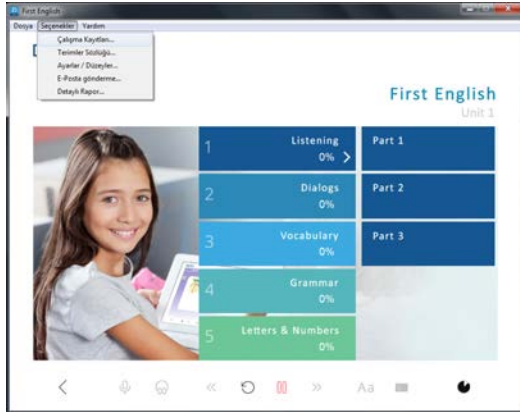 First English
Dosya Seçenekler Yardım
Çalışma Kayıtları...
Terimler Sözlüğü...
Ayarlar / Düzeyler...
E-Posta gönderme...
Detaylı Rapor...
First English
Unit 1
1 Listening
0%
Part 1
2 Dialogs
0%
Part 2
3 Vocabulary
0%
Part 3
4 Grammar
0%
5 Letters & Numbers
0%
Aa